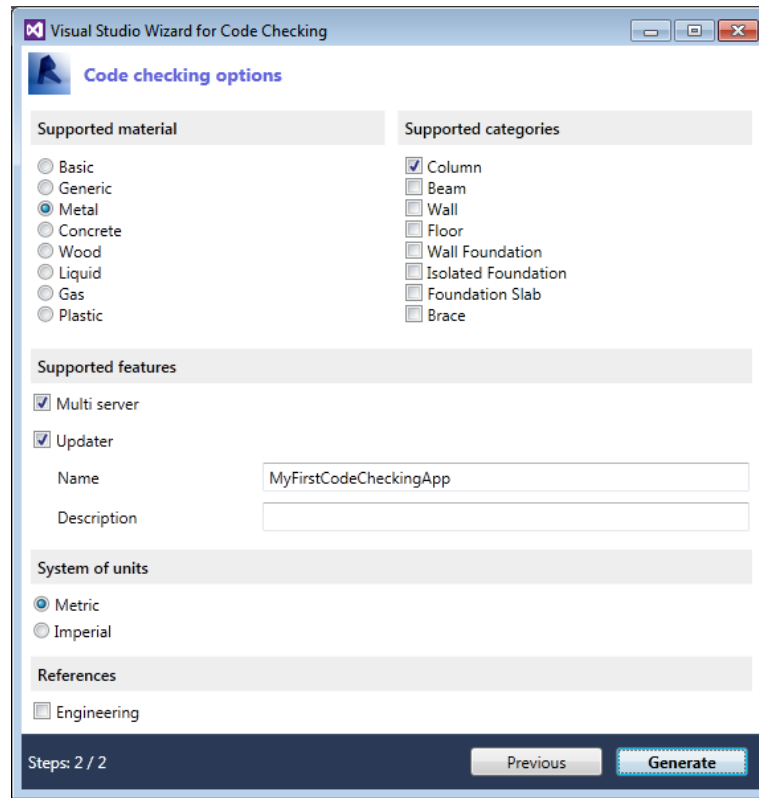 Visual Studio Wizard for Code Checking
Code checking options
Supported material
Basic
Generic
Metal
Concrete
Wood
Liquid
Gas
Plastic
Supported categories
Column
Beam
Wall
Floor
Wall Foundation
Isolated Foundation
Foundation Slab
Brace
Supported features
Multi server
Updater
Name MyFirstCodeCheckingApp
Description
System of units
Metric
Imperial
References
Engineering
Steps: 2 / 2 Previous Generate